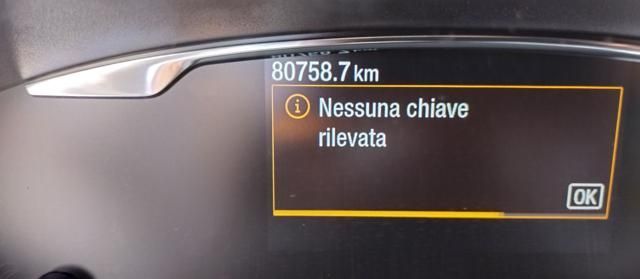 80758.7 km
Nessuna chiave
rilevata
OK